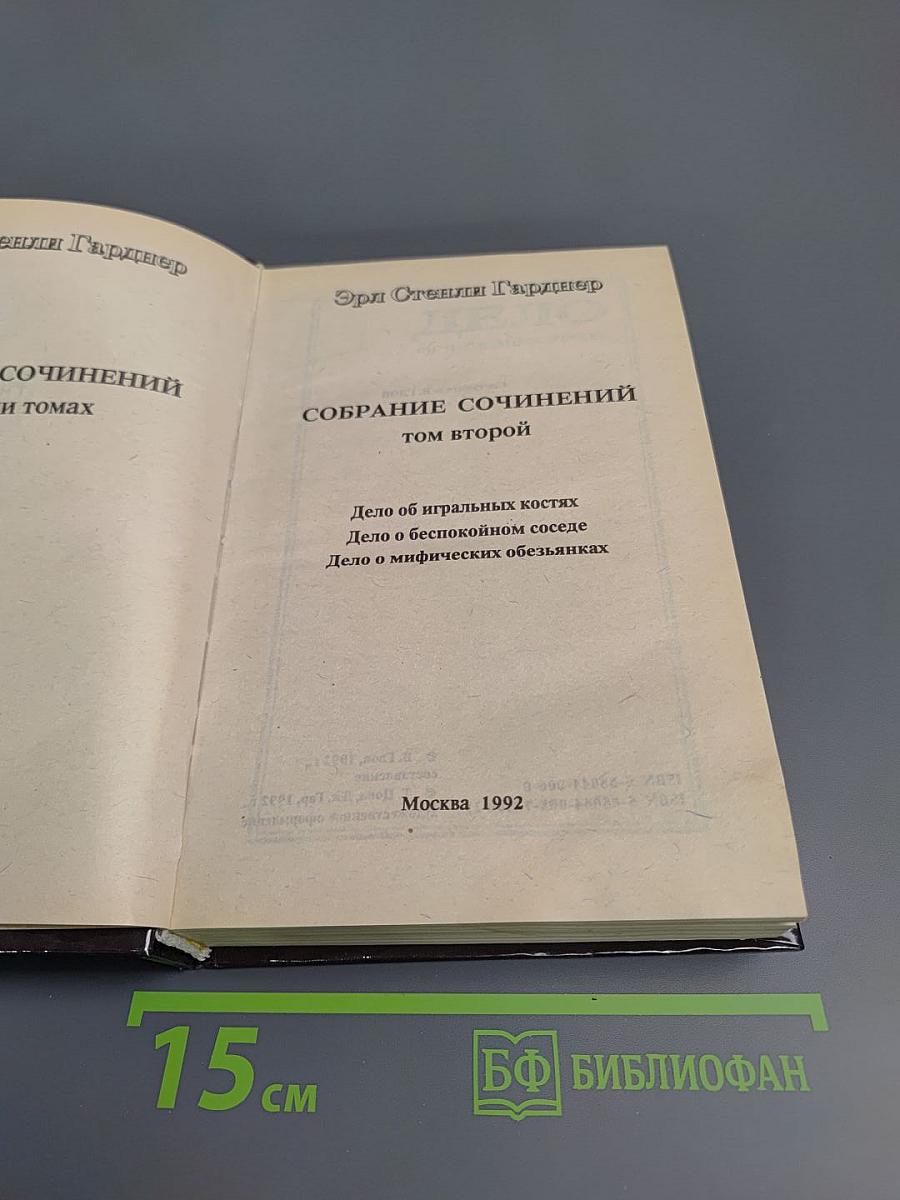 Гарднер
СОЧИНЕНИЙ
и томах
Эрл Стенли Гарднер
СОБРАНИЕ СОЧИНЕНИЙ
том второй
Дело об игральных костях
Дело о беспокойном соседе
Дело о мифических обезьянках
Москва 1992
15 см
БФ БИБЛИОФАН